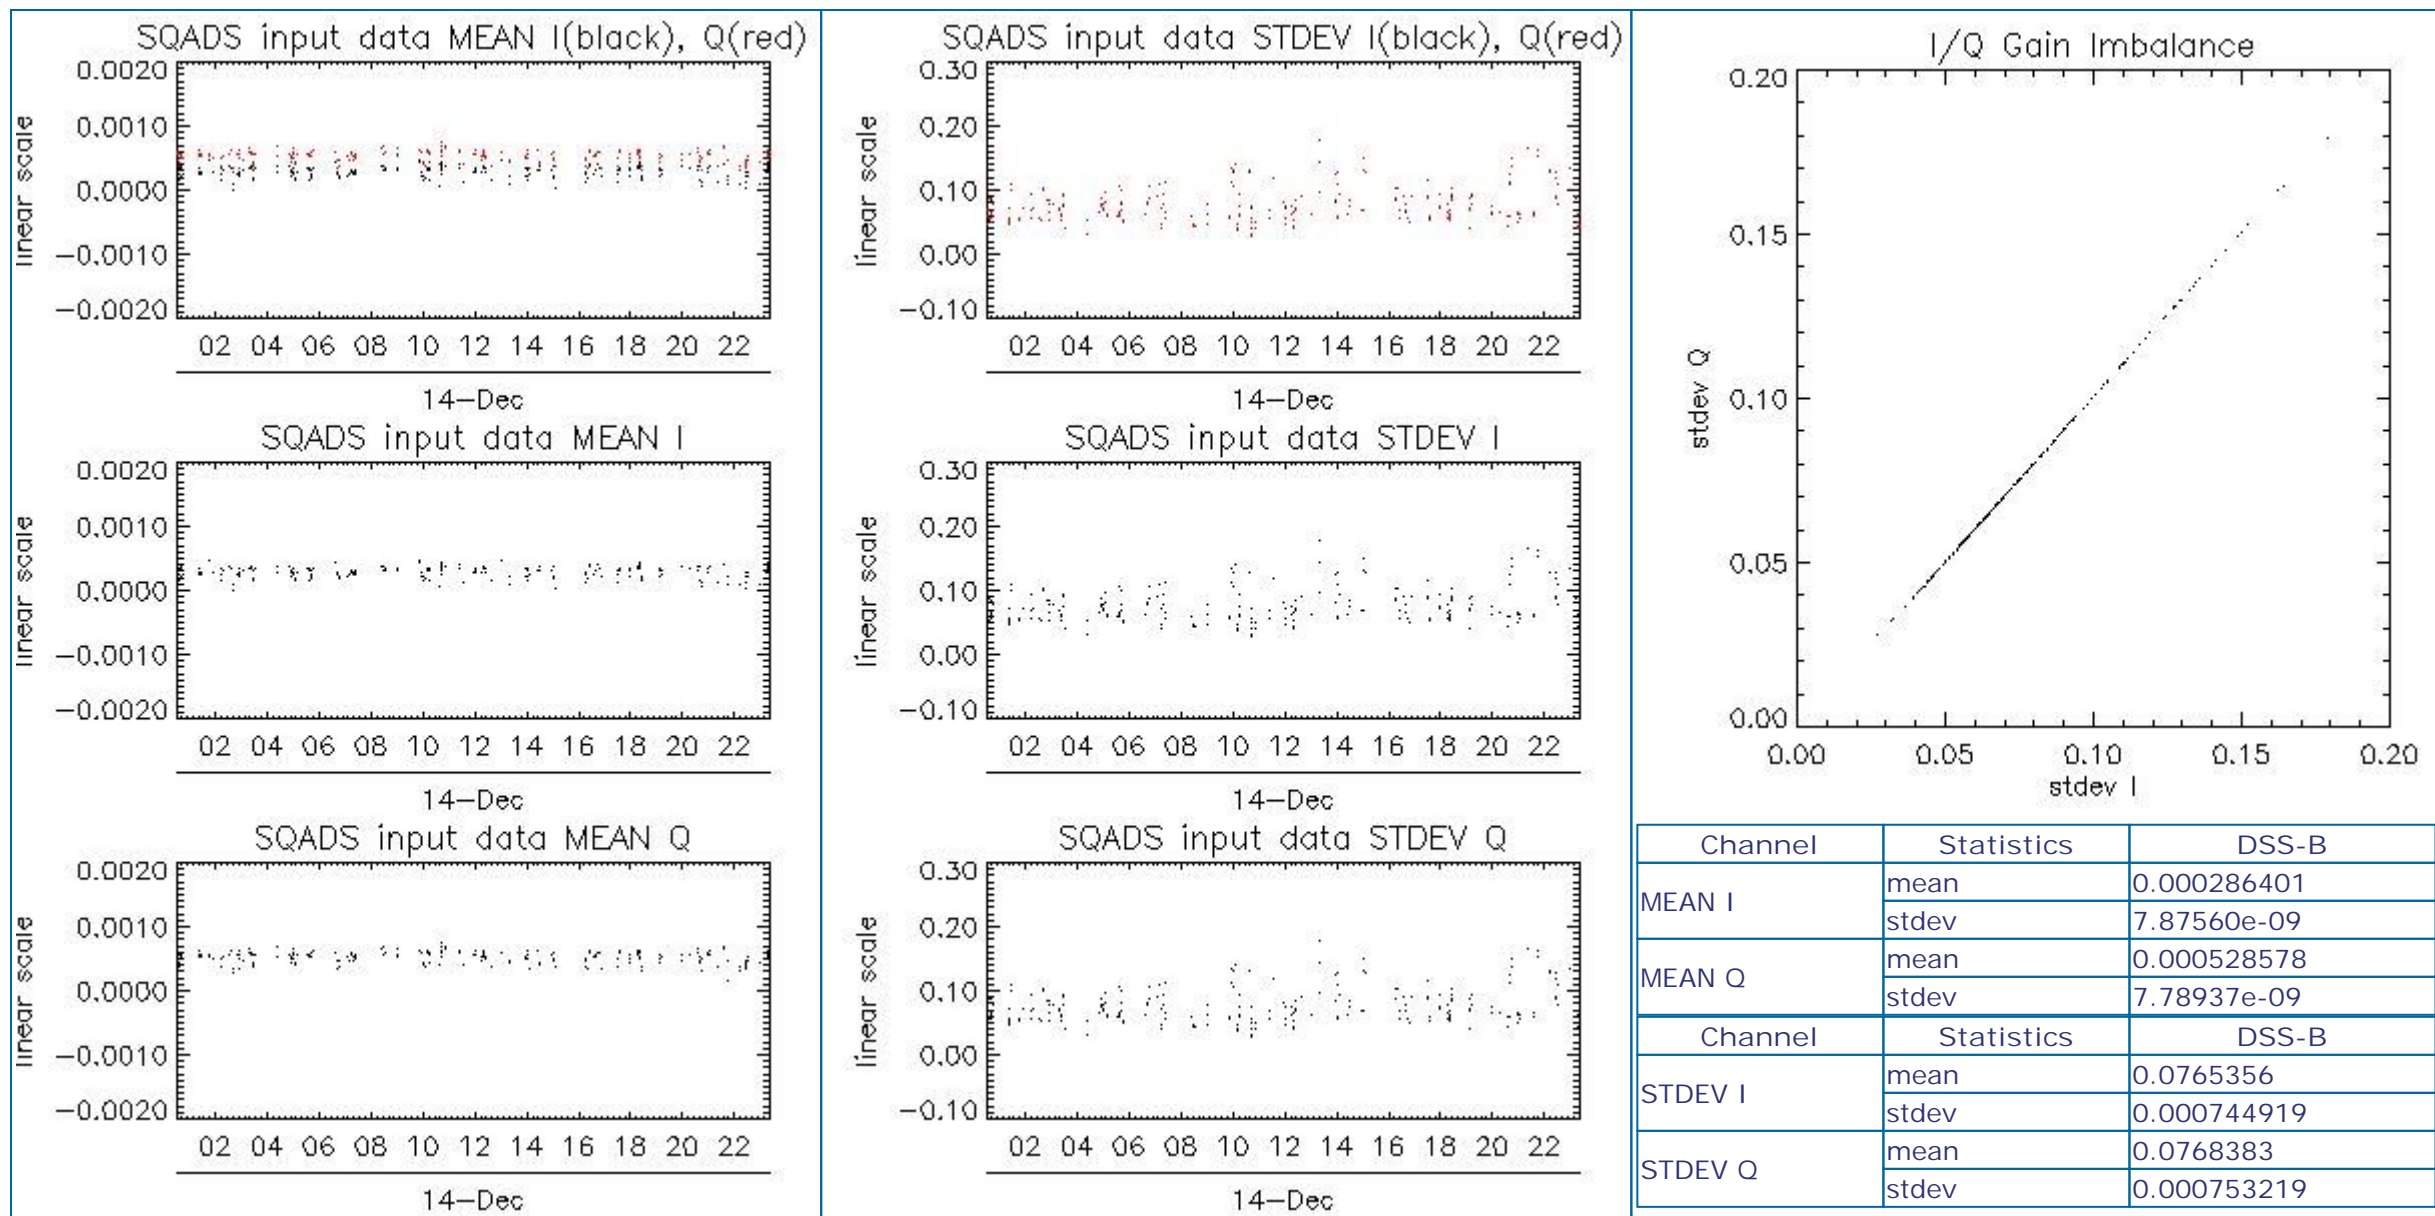 SQADS input data MEAN I(black), Q(red)
0.0020
0.0010
0.0000
−0.0010
−0.0020
linear scale
02 04 06 08 10 12 14 16 18 20 22
14−Dec
SQADS input data MEAN I
0.0020
0.0010
0.0000
−0.0010
−0.0020
linear scale
02 04 06 08 10 12 14 16 18 20 22
14−Dec
SQADS input data MEAN Q
0.0020
0.0010
0.0000
−0.0010
−0.0020
linear scale
02 04 06 08 10 12 14 16 18 20 22
14−Dec
SQADS input data STDEV I(black), Q(red)
0.30
0.20
0.10
0.00
−0.10
linear scale
02 04 06 08 10 12 14 16 18 20 22
14−Dec
SQADS input data STDEV I
0.30
0.20
0.10
0.00
−0.10
linear scale
02 04 06 08 10 12 14 16 18 20 22
14−Dec
SQADS input data STDEV Q
0.30
0.20
0.10
0.00
−0.10
linear scale
02 04 06 08 10 12 14 16 18 20 22
14−Dec
I/Q Gain Imbalance
0.20
0.15
0.10
0.05
0.00
stdev Q
0.00 0.05 0.10 0.15 0.20
stdev I
Channel Statistics DSS-B
MEAN I mean 0.000286401
stdev 7.87560e-09
MEAN Q mean 0.000528578
stdev 7.78937e-09
Channel Statistics DSS-B
STDEV I mean 0.0765356
stdev 0.000744919
STDEV Q mean 0.0768383
stdev 0.000753219